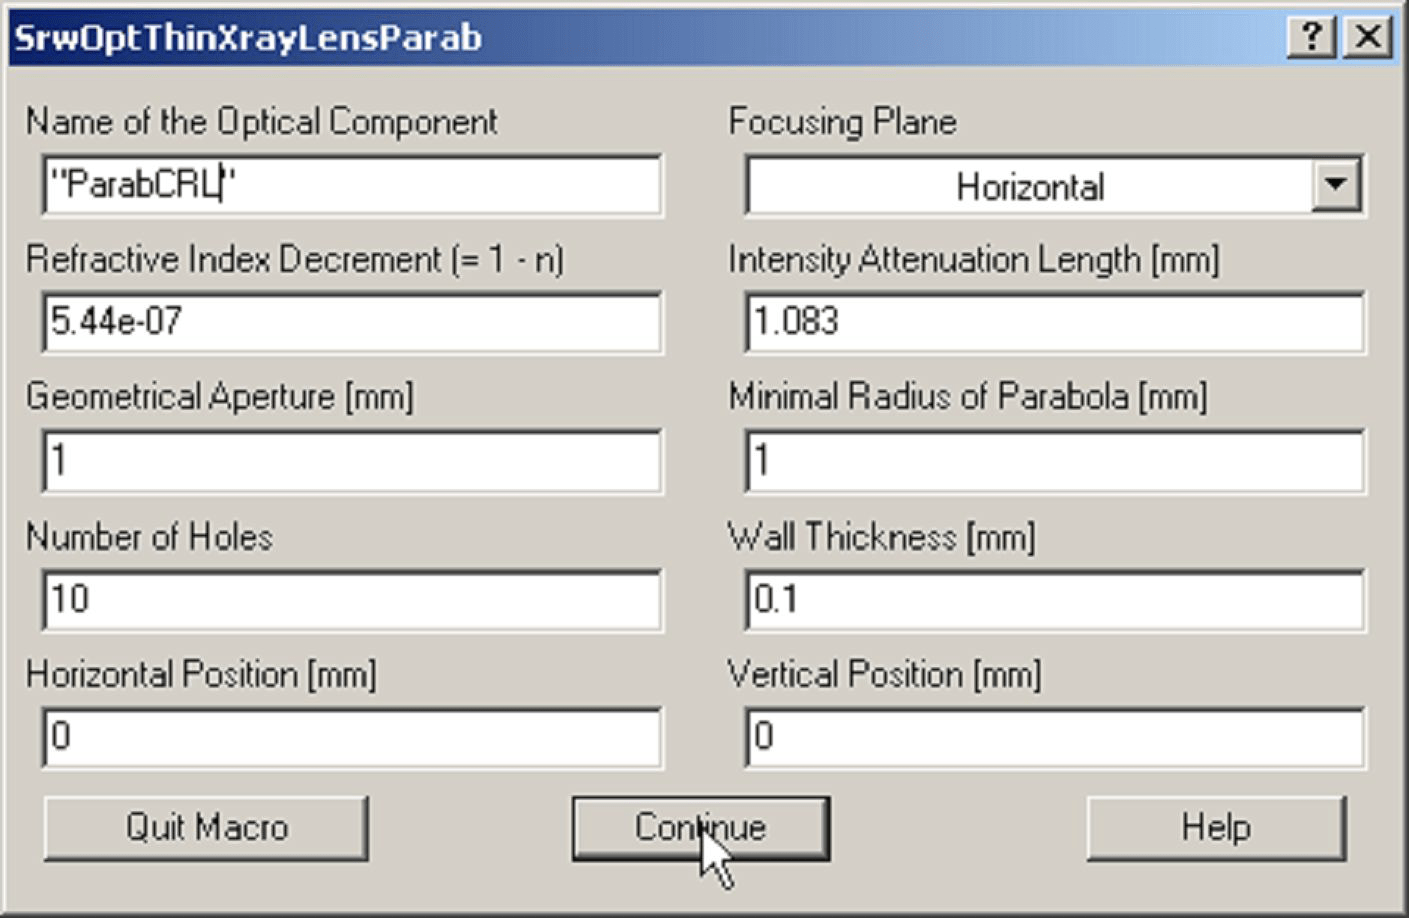 SrwOptThinXrayLensParab
Name of the Optical Component
"ParabCRL"
Focusing Plane
Horizontal
Refractive Index Decrement (= 1 - n)
5.44e-07
Intensity Attenuation Length [mm]
1.083
Geometrical Aperture [mm]
1
Minimal Radius of Parabola [mm]
1
Number of Holes
10
Wall Thickness [mm]
0.1
Horizontal Position [mm]
0
Vertical Position [mm]
0
Quit Macro
Continue
Help